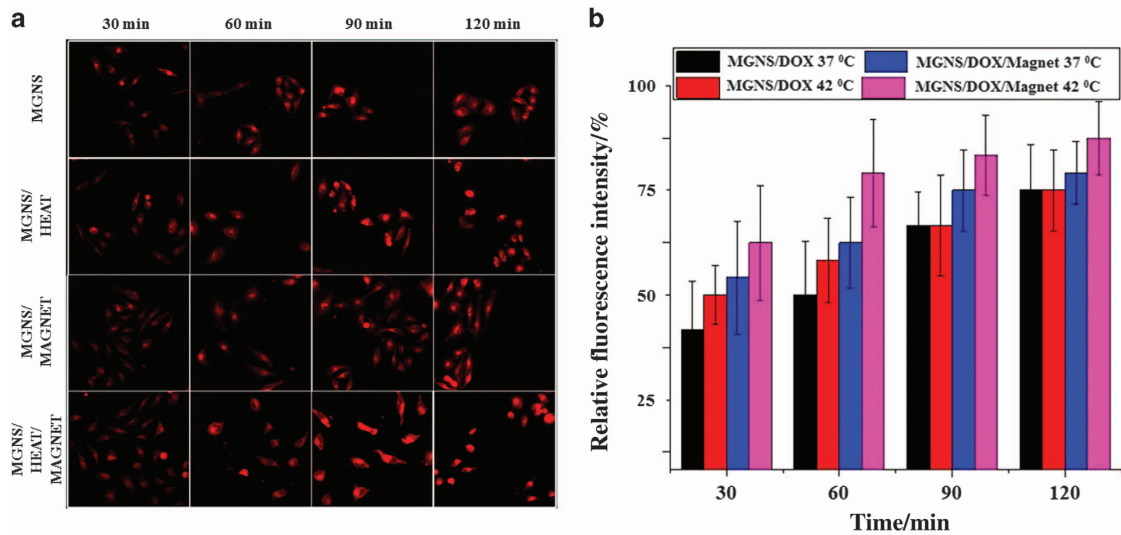 a
30 min 60 min 90 min 120 min
MGNS
MGNS/
HEAT
MGNS/
MAGNET
MGNS/
HEAT/
MAGNET
b
MGNS/DOX 37 ⁰C MGNS/DOX/Magnet 37 ⁰C
MGNS/DOX 42 ⁰C MGNS/DOX/Magnet 42 ⁰C
Relative fluorescence intensity/%
100
75
50
25
30 60 90 120
Time/min